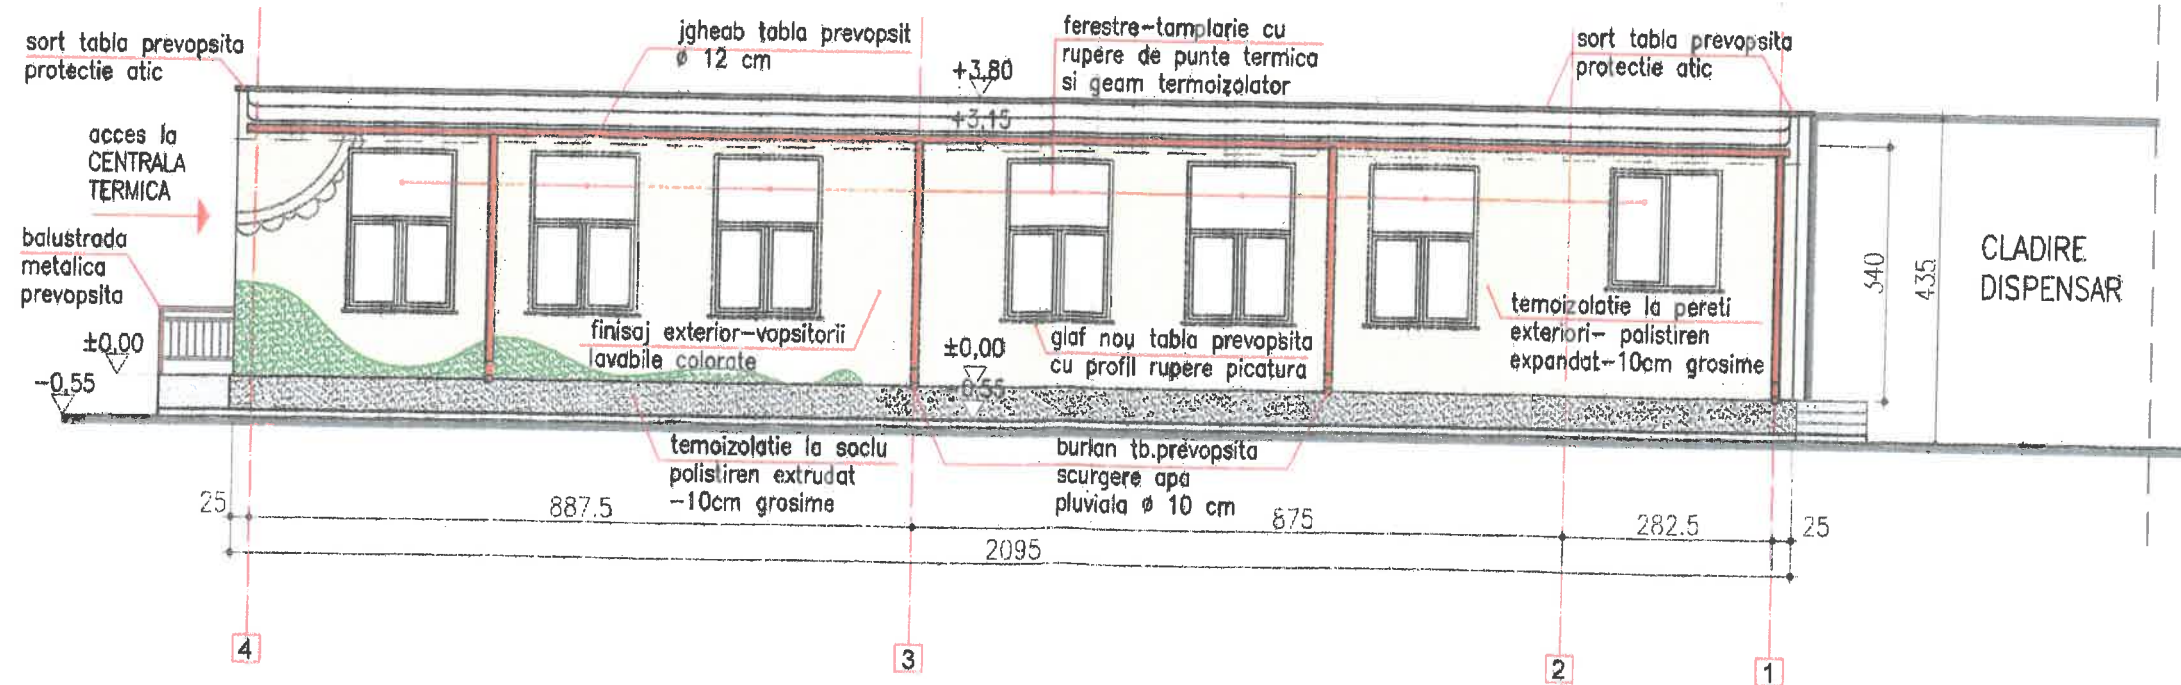 sort tabla prevopsita
protectie atic
jgheab tabla prevopsit
ø 12 cm
ferestre-tamplarie cu
rupere de punte termica
si geam termoizolator
sort tabla prevopsita
protectie atic
+3,80
+3,15
acces la
CENTRALA
TERMICA
balustrada
metalica
prevopsita
±0,00
-0,55
finisaj exterior-vopsitorii
lavabile colorate
±0,00
-0,55
glaf nou tabla prevopsita
cu profil rupere picatura
temoizolatie la pereti
exteriori- polistiren
expandat-10cm grosime
340
435
CLADIRE
DISPENSAR
temoizolatie la soclu
polistiren extrudat
-10cm grosime
burlan tb.prevopsita
scurgere apa
pluviala ø 10 cm
25
887.5
875
282.5
25
2095
4
3
2
1